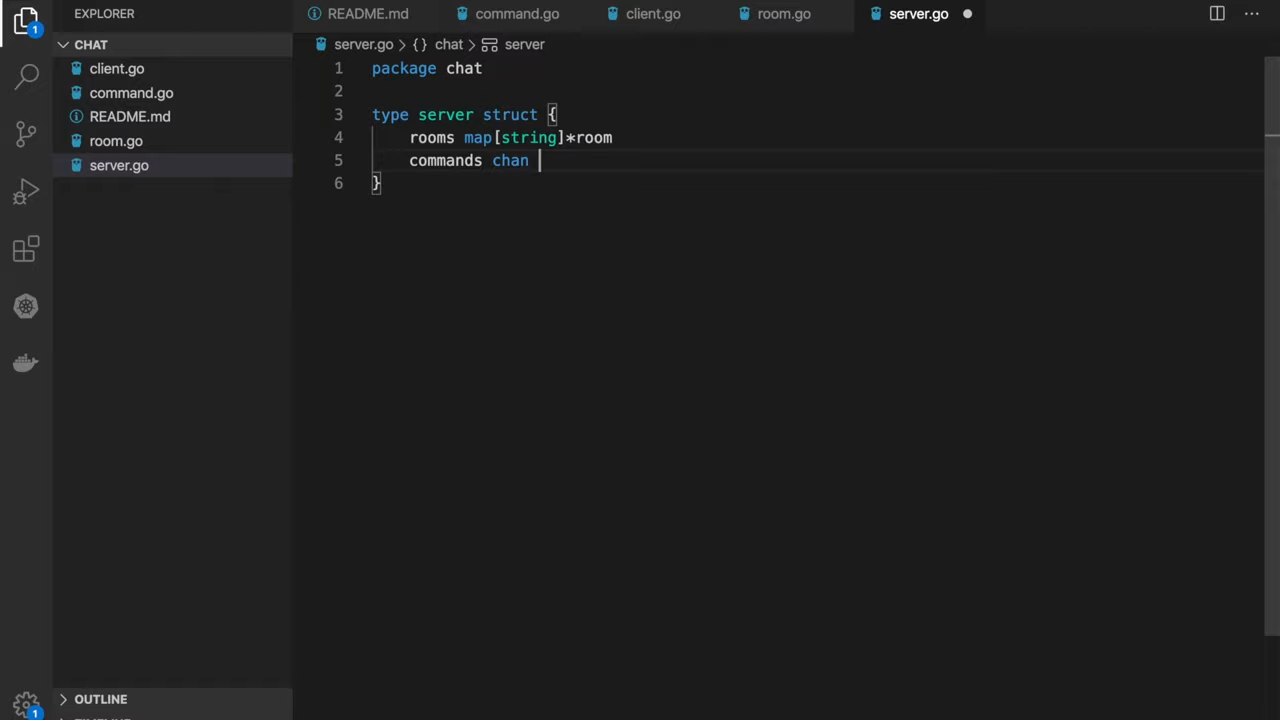 EXPLORER
README.md
command.go
client.go
room.go
server.go
1
CHAT
server.go
chat
server
client.go
command.go
README.md
room.go
server.go
1 package chat
2
3 type server struct {
4 rooms map[string]*room
5 commands chan
6 }
OUTLINE
1